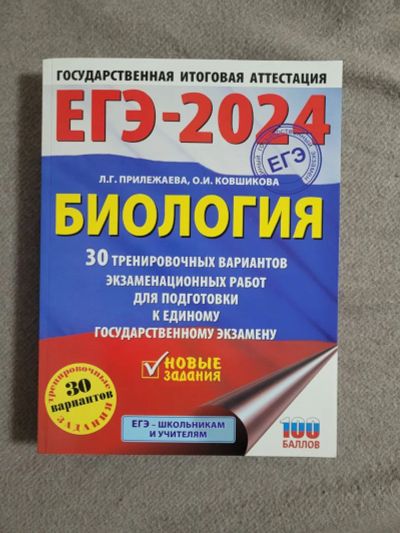 ГОСУДАРСТВЕННАЯ ИТОГОВАЯ АТТЕСТАЦИЯ
ЕГЭ-2024
ЕГЭ
Л.Г. ПРИЛЕЖАЕВА, О.И. КОВШИКОВА
БИОЛОГИЯ
30 ТРЕНИРОВОЧНЫХ ВАРИАНТОВ
ЭКЗАМЕНАЦИОННЫХ РАБОТ
ДЛЯ ПОДГОТОВКИ
К ЕДИНОМУ
ГОСУДАРСТВЕННОМУ ЭКЗАМЕНУ
НОВЫЕ
ЗАДАНИЯ
тренировочные
30
вариантов
ЗАДАНИЯ
ЕГЭ - ШКОЛЬНИКАМ
И УЧИТЕЛЯМ
100
БАЛЛОВ